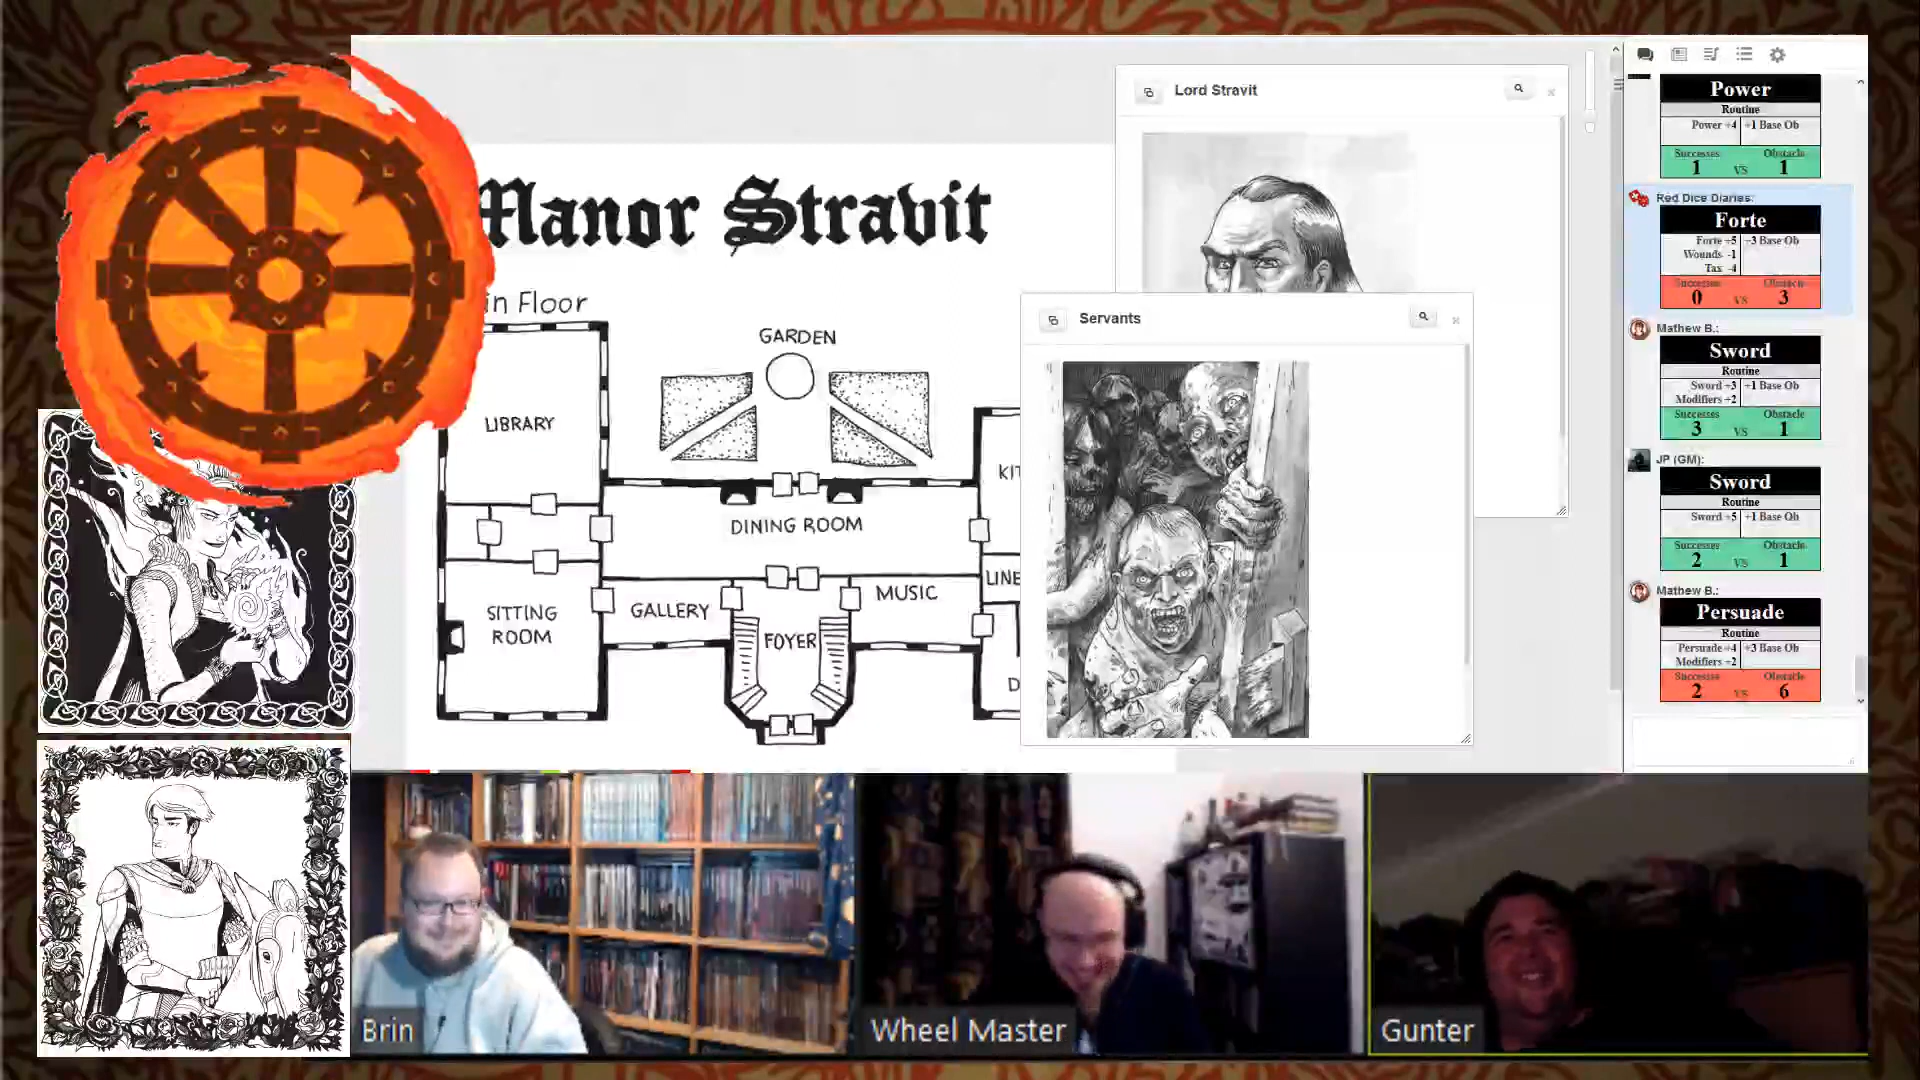 Manor Stravit
in Floor
LIBRARY
GARDEN
DINING ROOM
SITTING
ROOM
GALLERY
FOYER
MUSIC
KIT
LINE
D
Lord Stravit
Servants
Power
Routine
Power +4 +1 Base Ob
Successes Obstacle
1 VS 1
Red Dice Diaries:
Forte
Forte +5 +3 Base Ob
Wounds -1
Tax -4
Successes Obstacle
0 VS 3
Mathew B.:
Sword
Routine
Sword +3 +1 Base Ob
Modifiers +2
Successes Obstacle
3 VS 1
JP (GM):
Sword
Routine
Sword +5 +1 Base Ob
Successes Obstacle
2 VS 1
Mathew B.:
Persuade
Routine
Persuade +4 +3 Base Ob
Modifiers +2
Successes Obstacle
2 VS 6
Brin
Wheel Master
Gunter